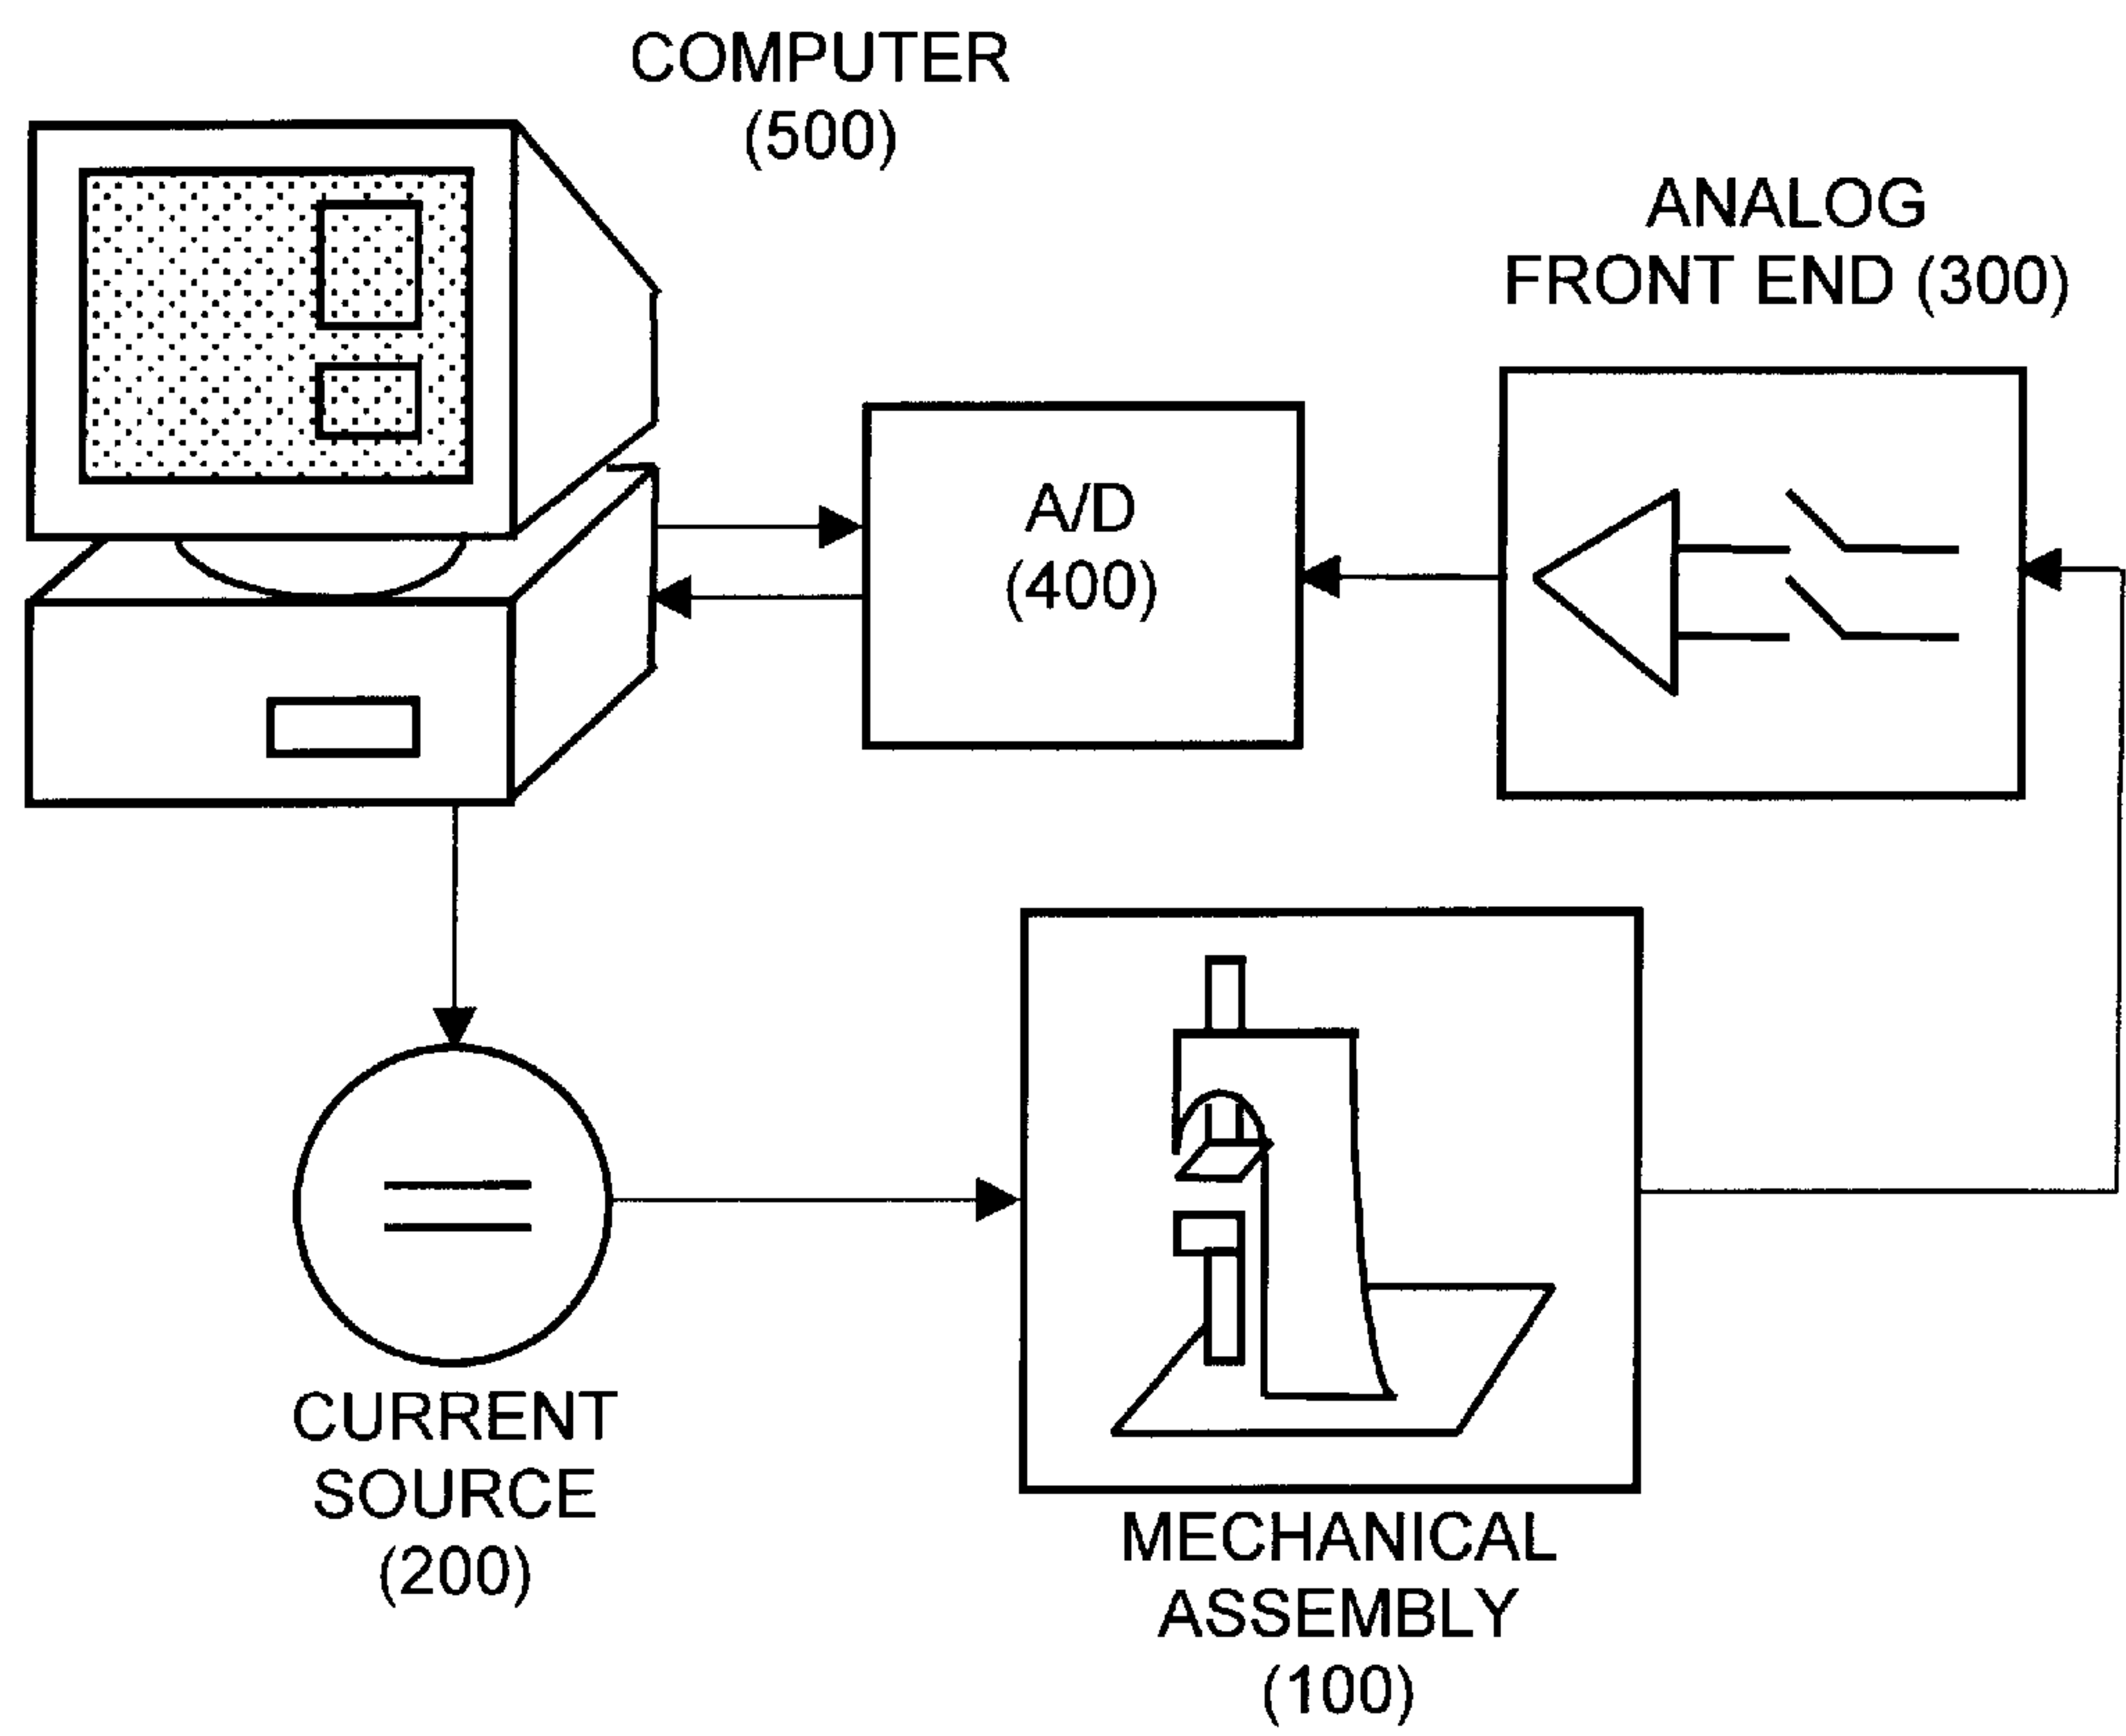 COMPUTER
(500)
ANALOG
FRONT END (300)
A/D
(400)
CURRENT
SOURCE
(200)
MECHANICAL
ASSEMBLY
(100)